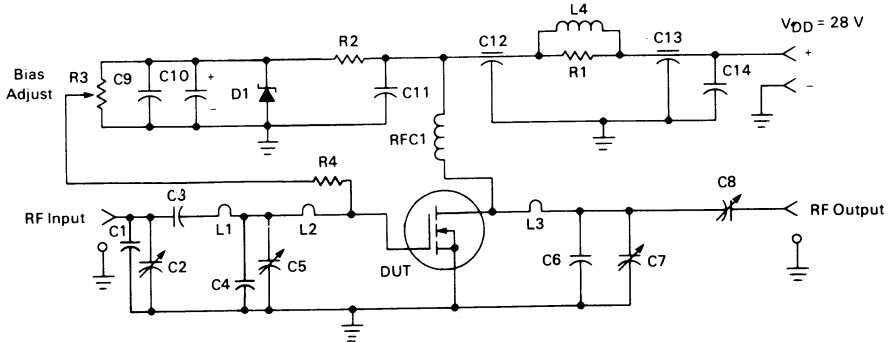 L4
VDD = 28 V
R2
C12
C13
+
R1
Bias
Adjust
R3
C9
C10
+
D1
–
C11
C14
–
RFC1
R4
C3
C8
RF Input
L1
L2
L3
RF Output
C1
C2
C4
C5
DUT
C6
C7